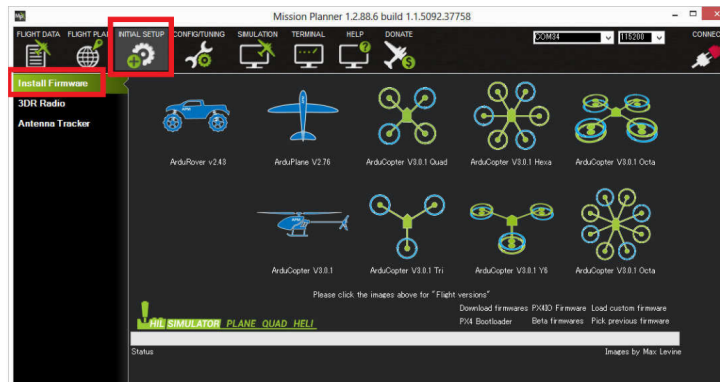 Mission Planner 1.2.88.6 build 1.1.5092.37758
FLIGHT DATA FLIGHT PLAN INITIAL SETUP CONFIG/TUNING SIMULATION TERMINAL HELP DONATE COM34 115200 CONNEC
Install Firmware
3DR Radio
Antenna Tracker
ArduRover v2.43 ArduPlane V2.76 ArduCopter V3.0.1 Quad ArduCopter V3.0.1 Hexa ArduCopter V3.0.1 Octa
ArduCopter V3.0.1 ArduCopter V3.0.1 Tri ArduCopter V3.0.1 Y6 ArduCopter V3.0.1 Octa
Please click the images above for "Flight versions"
Download firmwares PX4IO Firmware Load custom firmware
HIL SIMULATOR PLANE QUAD HELI
PX4 Bootloader Beta firmwares Pick previous firmware
Status Images by Max Levine